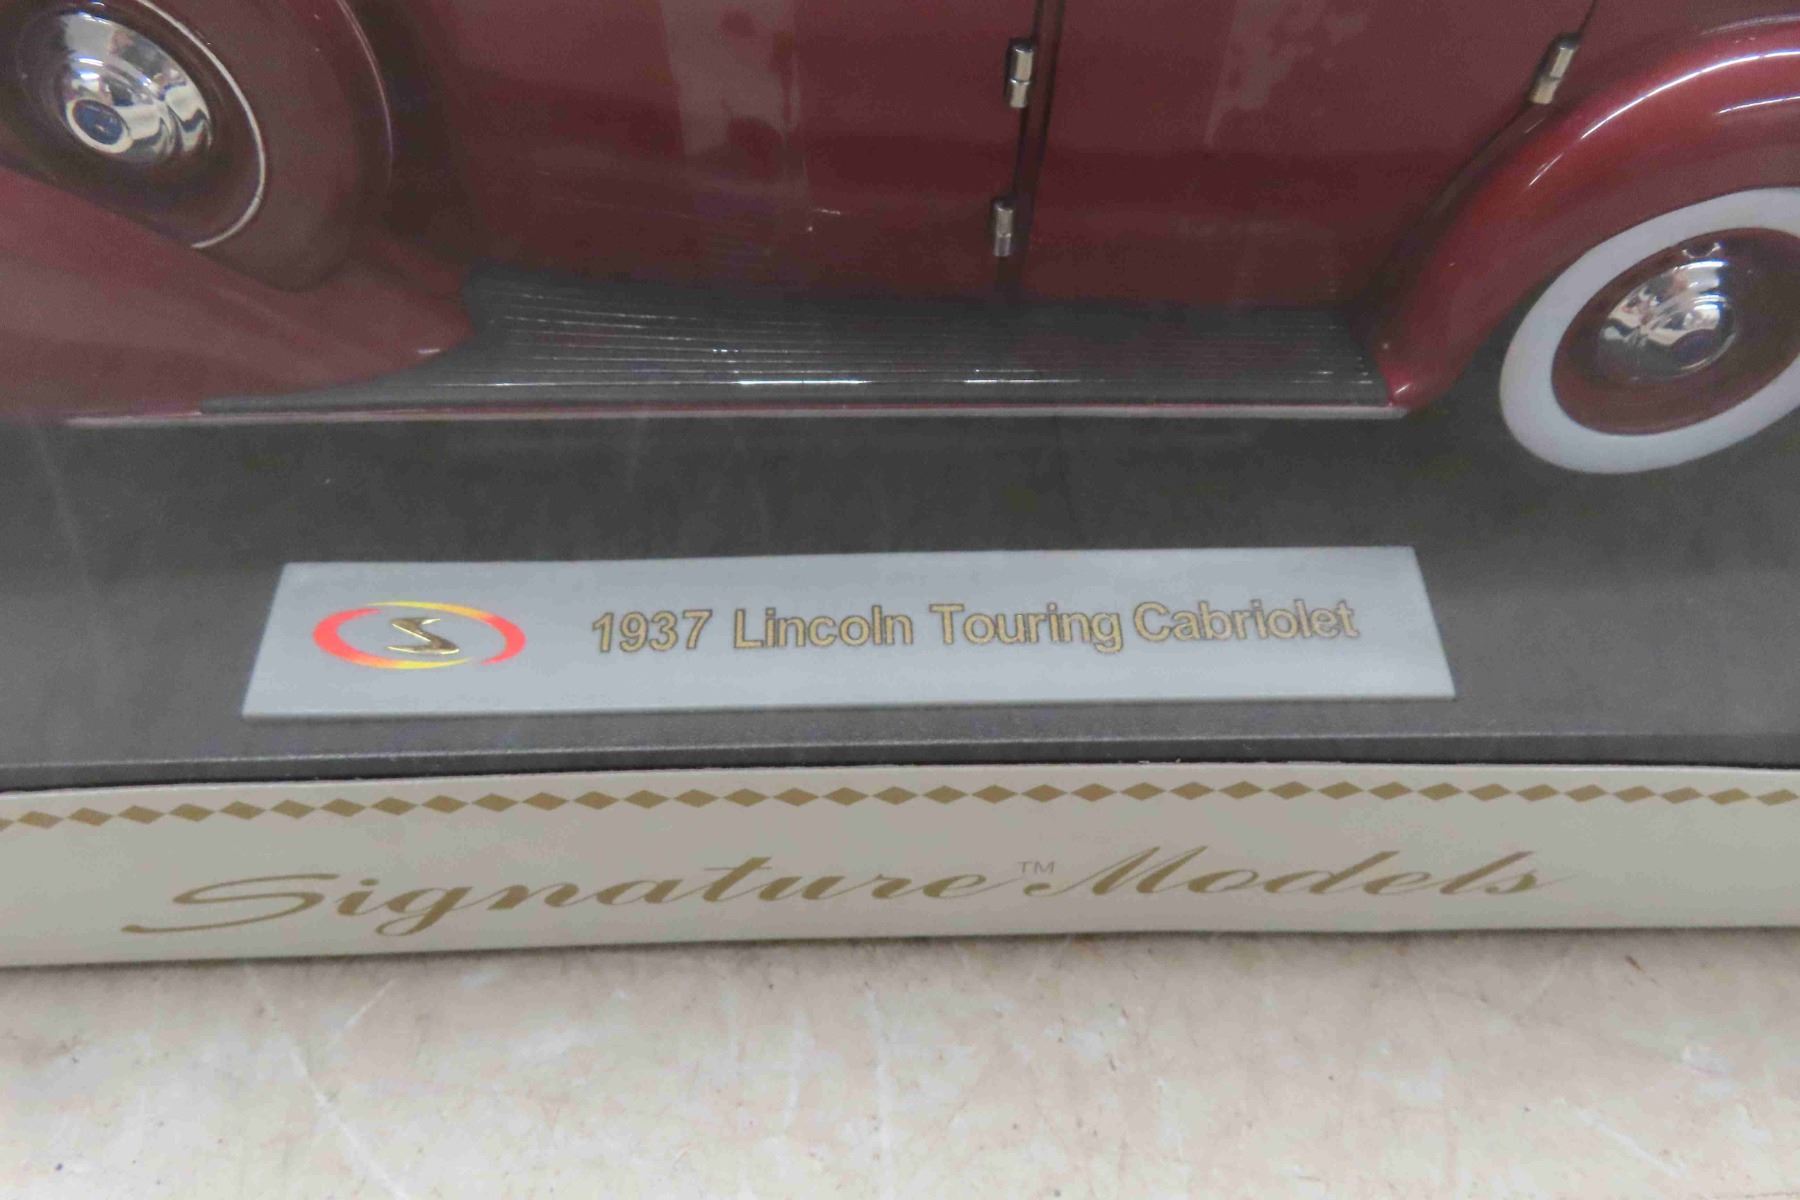 S 1937 Lincoln Touring Cabriolet
Signature™ Models